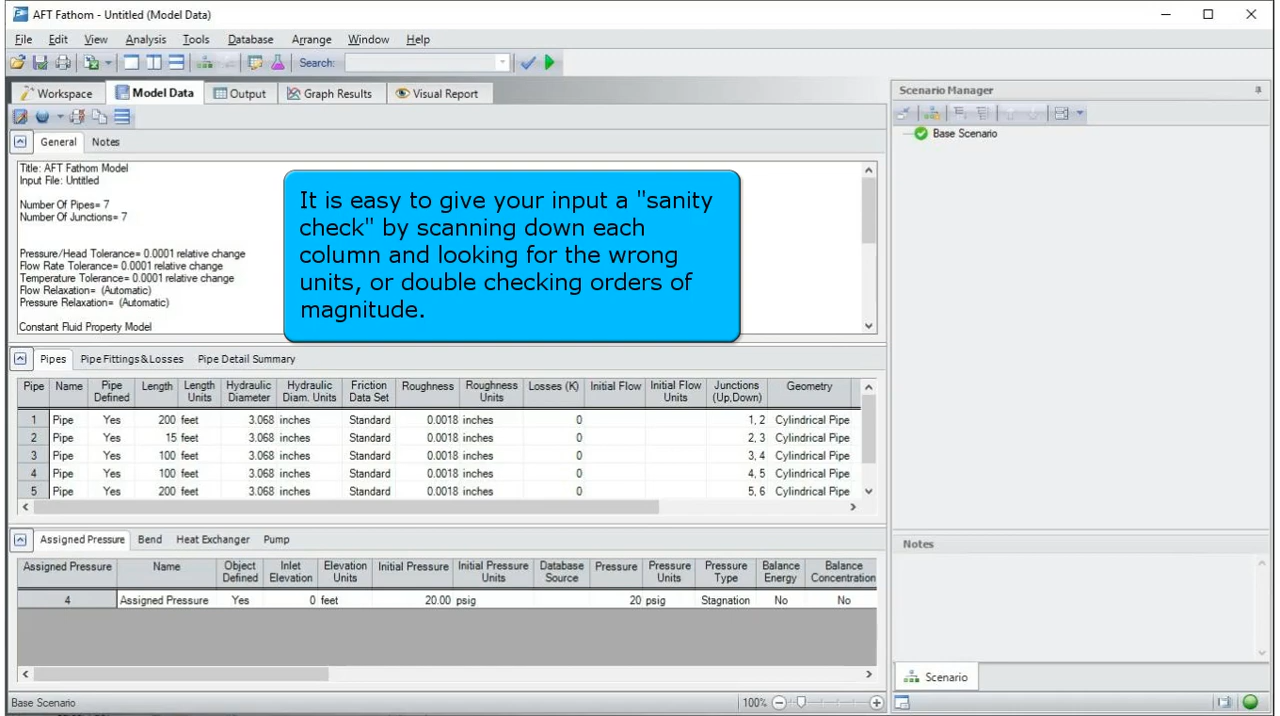 AFT Fathom - Untitled (Model Data)
File Edit View Analysis Tools Database Arrange Window Help
Search:
Workspace Model Data Output Graph Results Visual Report
Scenario Manager
Base Scenario
General Notes
Title: AFT Fathom Model
Input File: Untitled
Number Of Pipes= 7
Number Of Junctions= 7
Pressure/Head Tolerance= 0.0001 relative change
Flow Rate Tolerance= 0.0001 relative change
Temperature Tolerance= 0.0001 relative change
Flow Relaxation= (Automatic)
Pressure Relaxation= (Automatic)
Constant Fluid Property Model
It is easy to give your input a "sanity
check" by scanning down each
column and looking for the wrong
units, or double checking orders of
magnitude.
Pipes Pipe Fittings & Losses Pipe Detail Summary
Pipe Name Pipe Defined Length Length Units Hydraulic Diameter Hydraulic Diam. Units Friction Data Set Roughness Roughness Units Losses (K) Initial Flow Initial Flow Units Junctions (Up,Down) Geometry
1 Pipe Yes 200 feet 3.068 inches Standard 0.0018 inches 0 1, 2 Cylindrical Pipe
2 Pipe Yes 15 feet 3.068 inches Standard 0.0018 inches 0 2, 3 Cylindrical Pipe
3 Pipe Yes 100 feet 3.068 inches Standard 0.0018 inches 0 3, 4 Cylindrical Pipe
4 Pipe Yes 100 feet 3.068 inches Standard 0.0018 inches 0 4, 5 Cylindrical Pipe
5 Pipe Yes 200 feet 3.068 inches Standard 0.0018 inches 0 5, 6 Cylindrical Pipe
Assigned Pressure Bend Heat Exchanger Pump
Assigned Pressure Name Object Defined Inlet Elevation Elevation Units Initial Pressure Initial Pressure Units Database Source Pressure Pressure Units Pressure Type Balance Energy Balance Concentration
4 Assigned Pressure Yes 0 feet 20.00 psig 20 psig Stagnation No No
Notes
Scenario
Base Scenario
100%